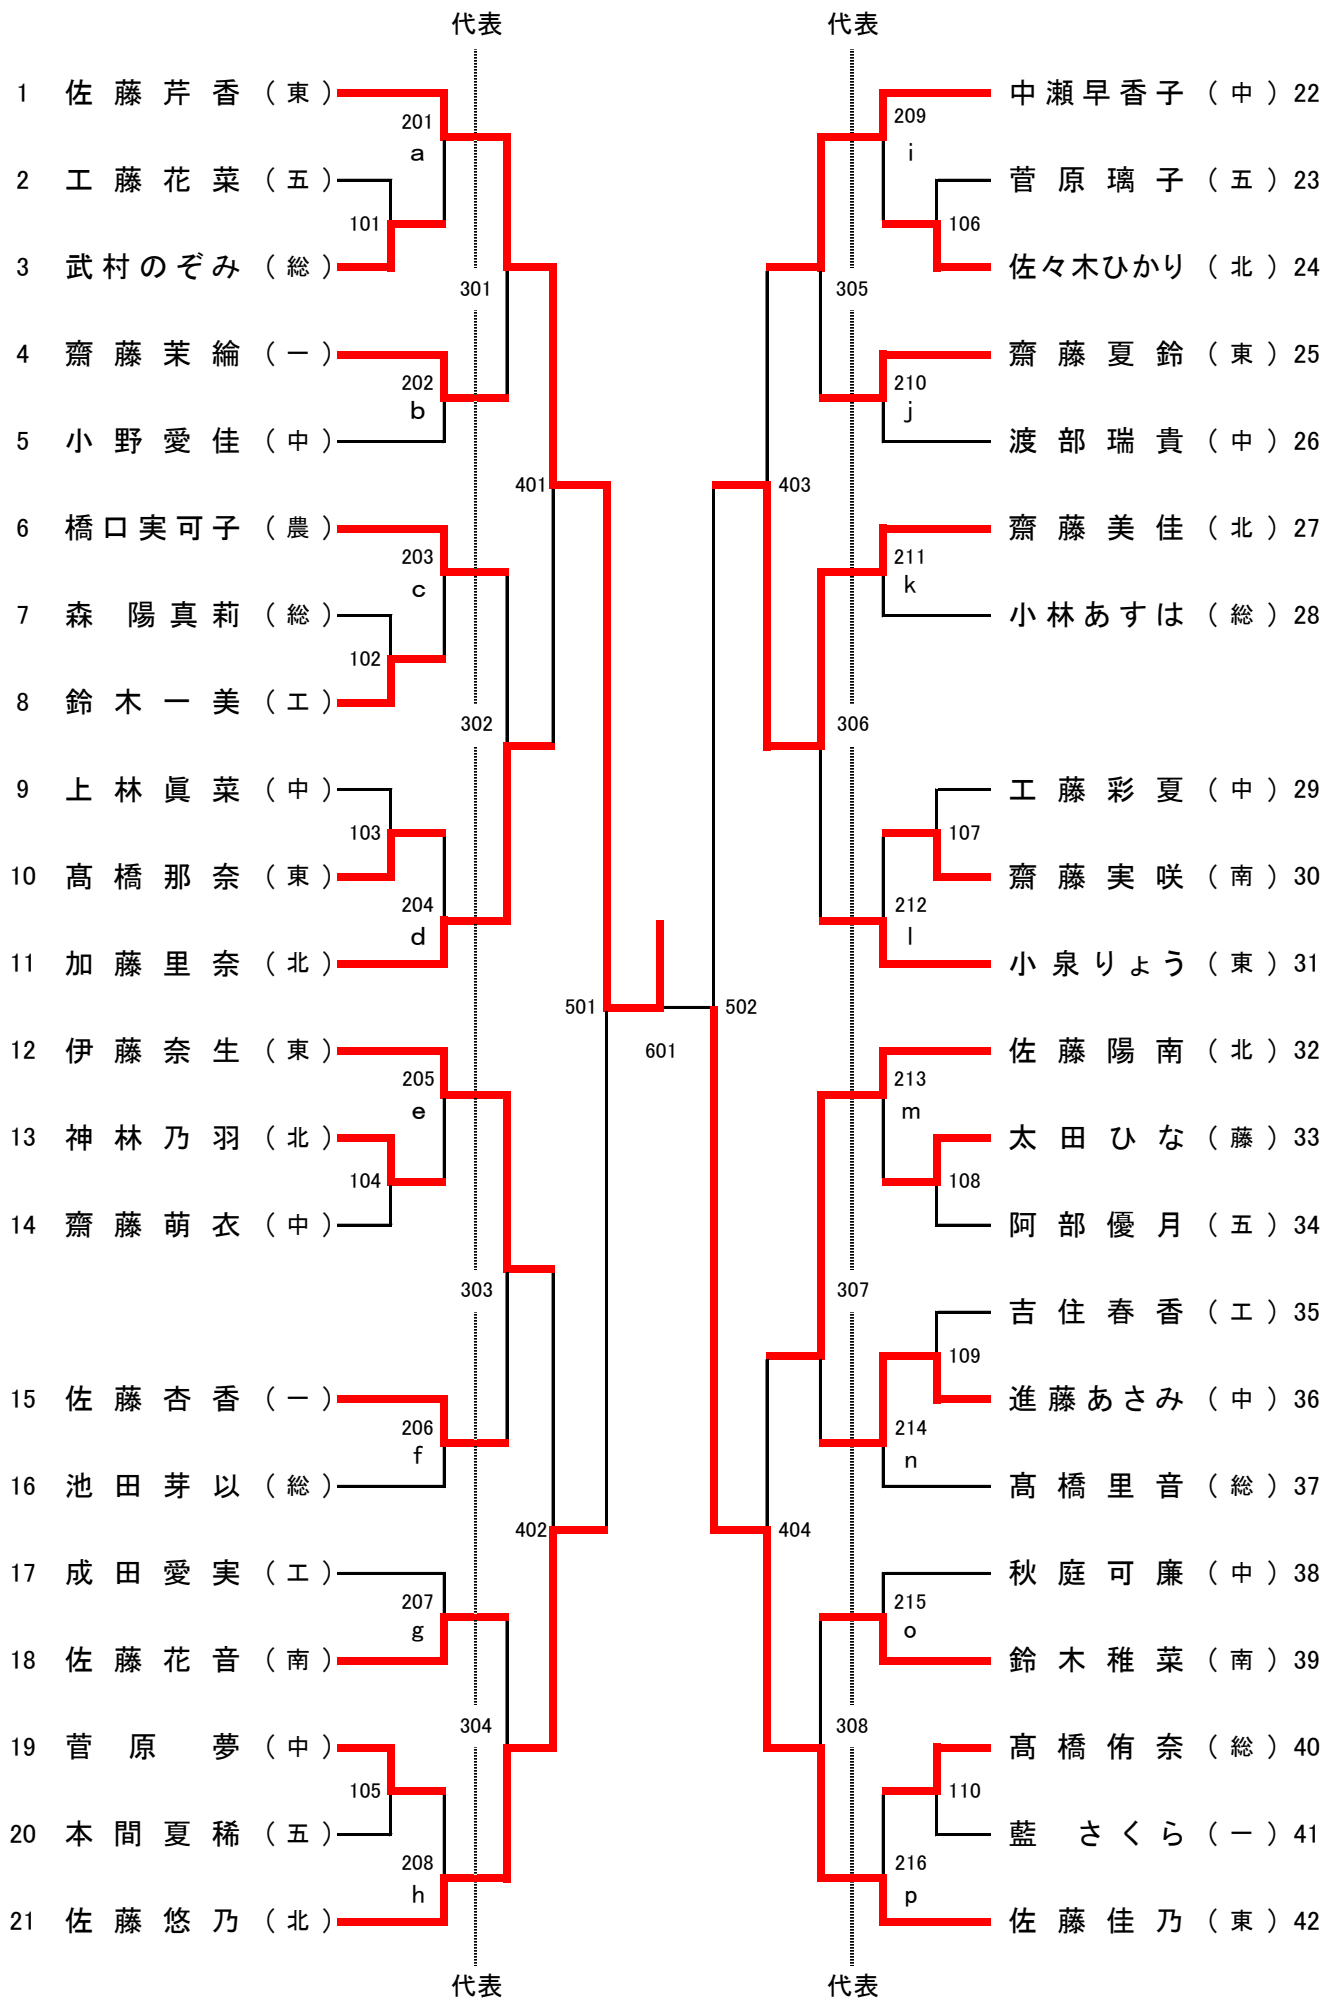 代表 代表
1 佐藤芹香 (東)
2 工藤花菜 (五)
3 武村のぞみ (総)
4 齋藤茉綸 (一)
5 小野愛佳 (中)
6 橋口実可子 (農)
7 森 陽真莉 (総)
8 鈴木一美 (工)
9 上林眞菜 (中)
10 髙橋那奈 (東)
11 加藤里奈 (北)
12 伊藤奈生 (東)
13 神林乃羽 (北)
14 齋藤萌衣 (中)
15 佐藤杏香 (一)
16 池田芽以 (総)
17 成田愛実 (工)
18 佐藤花音 (南)
19 菅原 夢 (中)
20 本間夏稀 (五)
21 佐藤悠乃 (北)
201
a
101
301
202
b
401
203
c
102
302
103
204
d
501
205
e
104
303
206
f
402
207
g
304
105
208
h
601
209
i
106
305
210
j
403
211
k
306
107
212
l
502
213
m
108
307
109
214
n
404
215
o
308
110
216
p
中瀬早香子 (中) 22
菅原璃子 (五) 23
佐々木ひかり (北) 24
齋藤夏鈴 (東) 25
渡部瑞貴 (中) 26
齋藤美佳 (北) 27
小林あすは (総) 28
工藤彩夏 (中) 29
齋藤実咲 (南) 30
小泉りょう (東) 31
佐藤陽南 (北) 32
太田ひな (藤) 33
阿部優月 (五) 34
吉住春香 (工) 35
進藤あさみ (中) 36
髙橋里音 (総) 37
秋庭可廉 (中) 38
鈴木稚菜 (南) 39
髙橋侑奈 (総) 40
藍 さくら (一) 41
佐藤佳乃 (東) 42
代表 代表